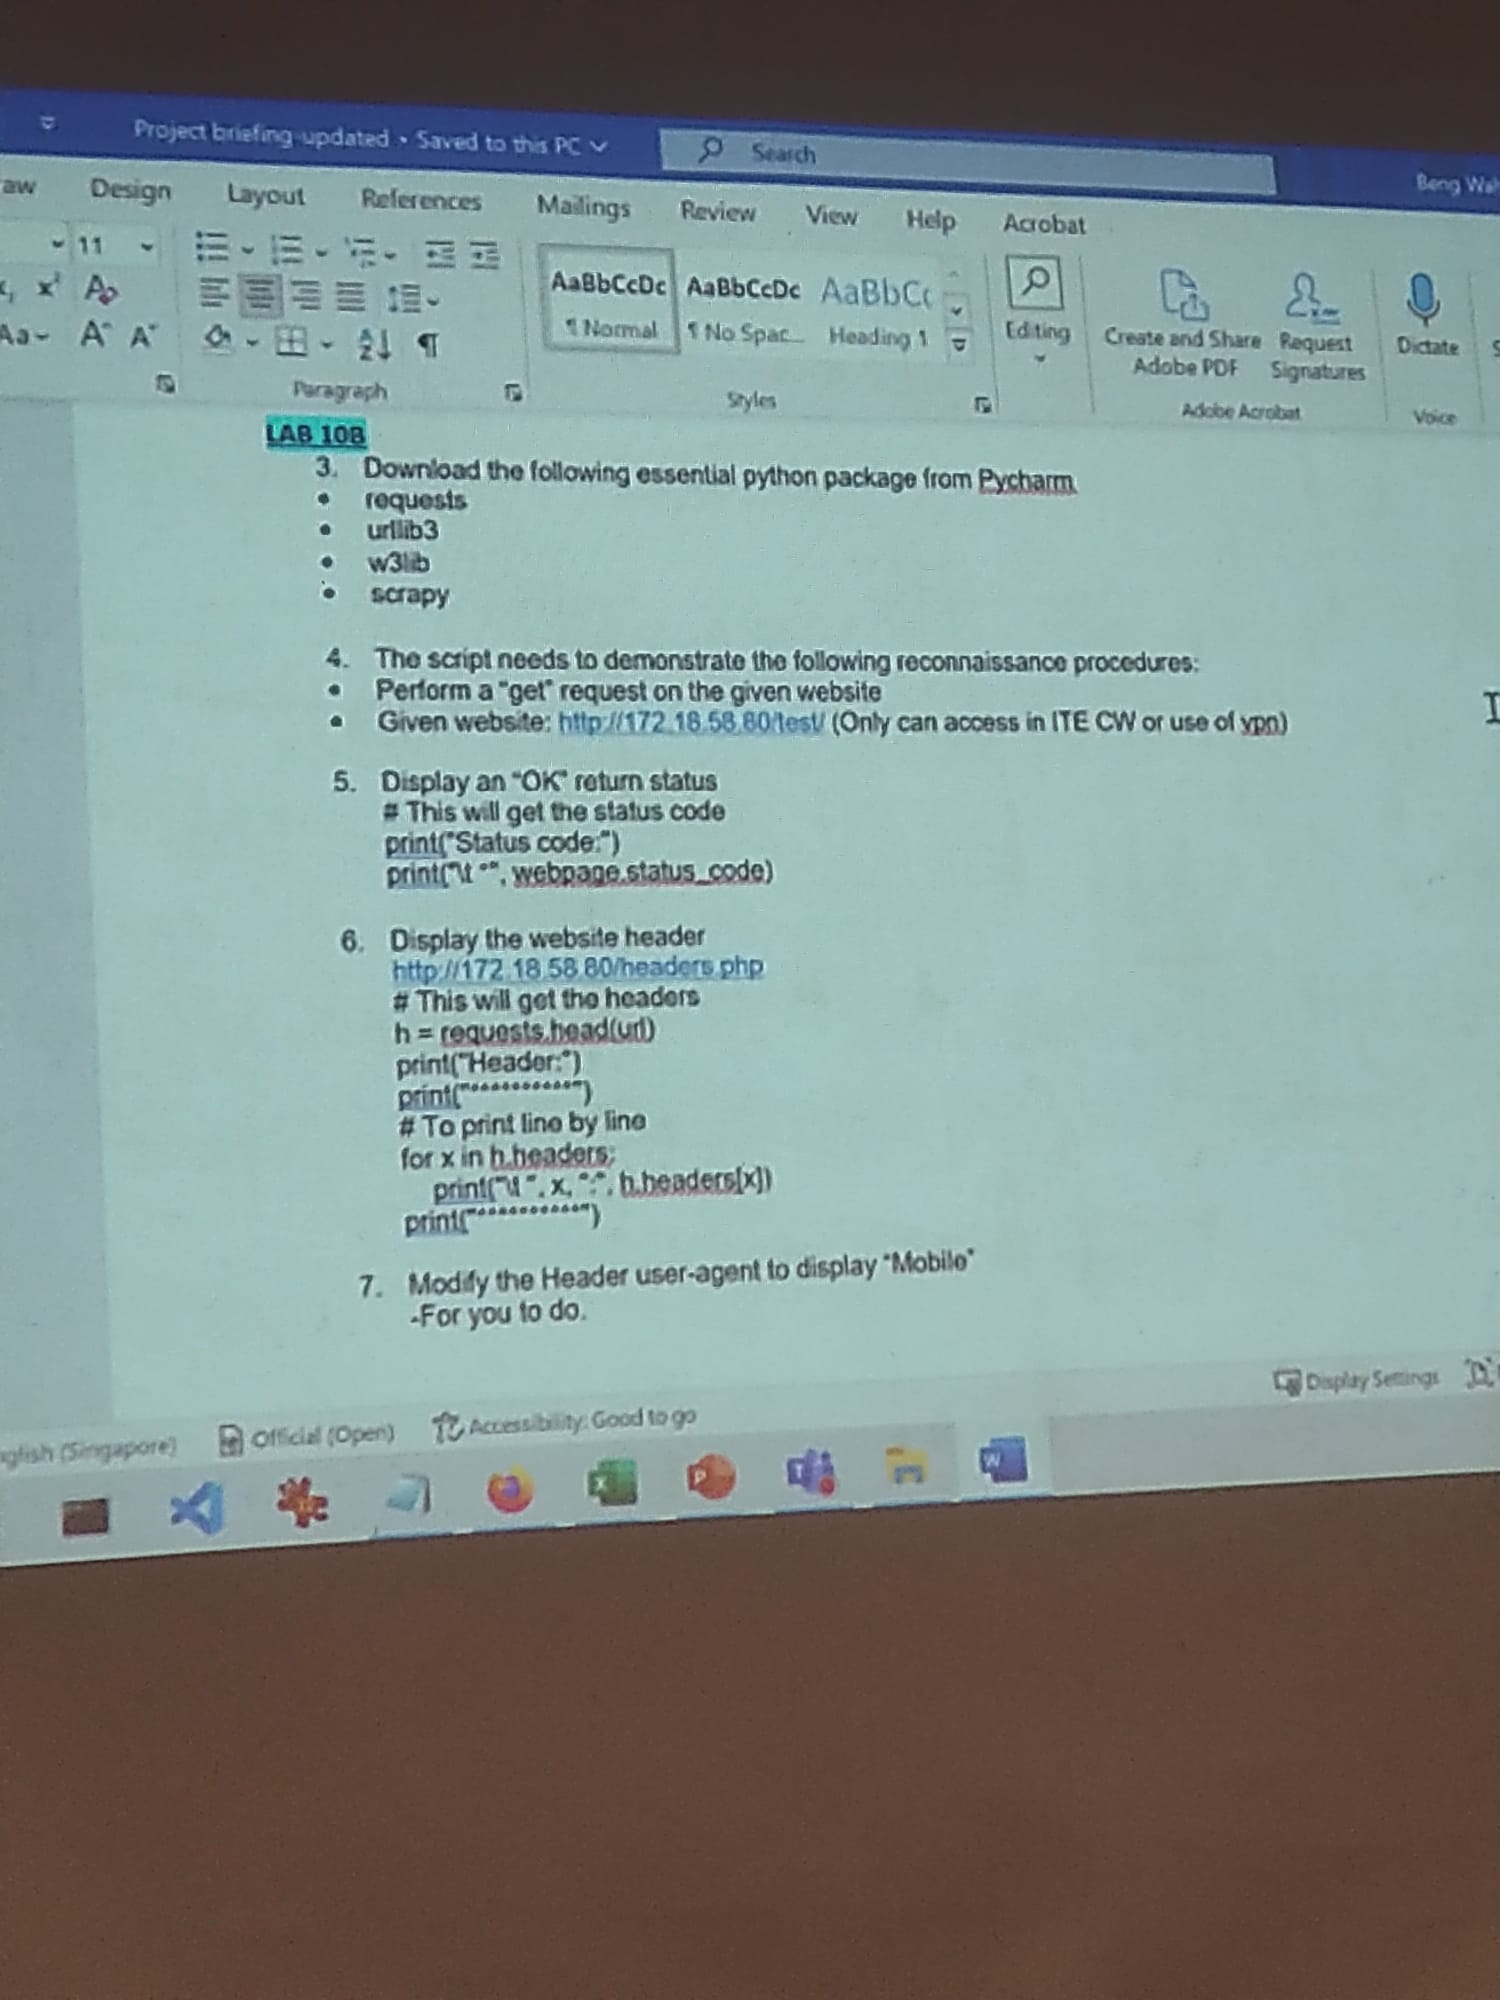 Project briefing-updated • Saved to this PC
Search
Beng Wa
aw Design Layout References Mailings Review View Help Acrobat
11
Aa
AaBbCcDc AaBbCcDc AaBbCc
¶ Normal ¶ No Spac... Heading 1
Editing
Create and Share Adobe PDF
Request Signatures
Dictate
Paragraph
Styles
Adobe Acrobat
Voice
LAB 10B
3. Download the following essential python package from Pycharm.
• requests
• urllib3
• w3lib
• scrapy
4. The script needs to demonstrate the following reconnaissance procedures:
• Perform a "get" request on the given website
• Given website: http://172.18.58.80/test/ (Only can access in ITE CW or use of vpn)
5. Display an "OK" return status
# This will get the status code
print("Status code:")
print("\t *", webpage.status_code)
6. Display the website header
http://172.18.58.80/headers.php
# This will get the headers
h = requests.head(url)
print("Header:")
print("***********")
# To print line by line
for x in h.headers:
print("\t ", x, ":", h.headers[x])
print("***********")
7. Modify the Header user-agent to display "Mobile"
-For you to do.
Display Settings
glish (Singapore)
Official (Open)
Accessibility: Good to go